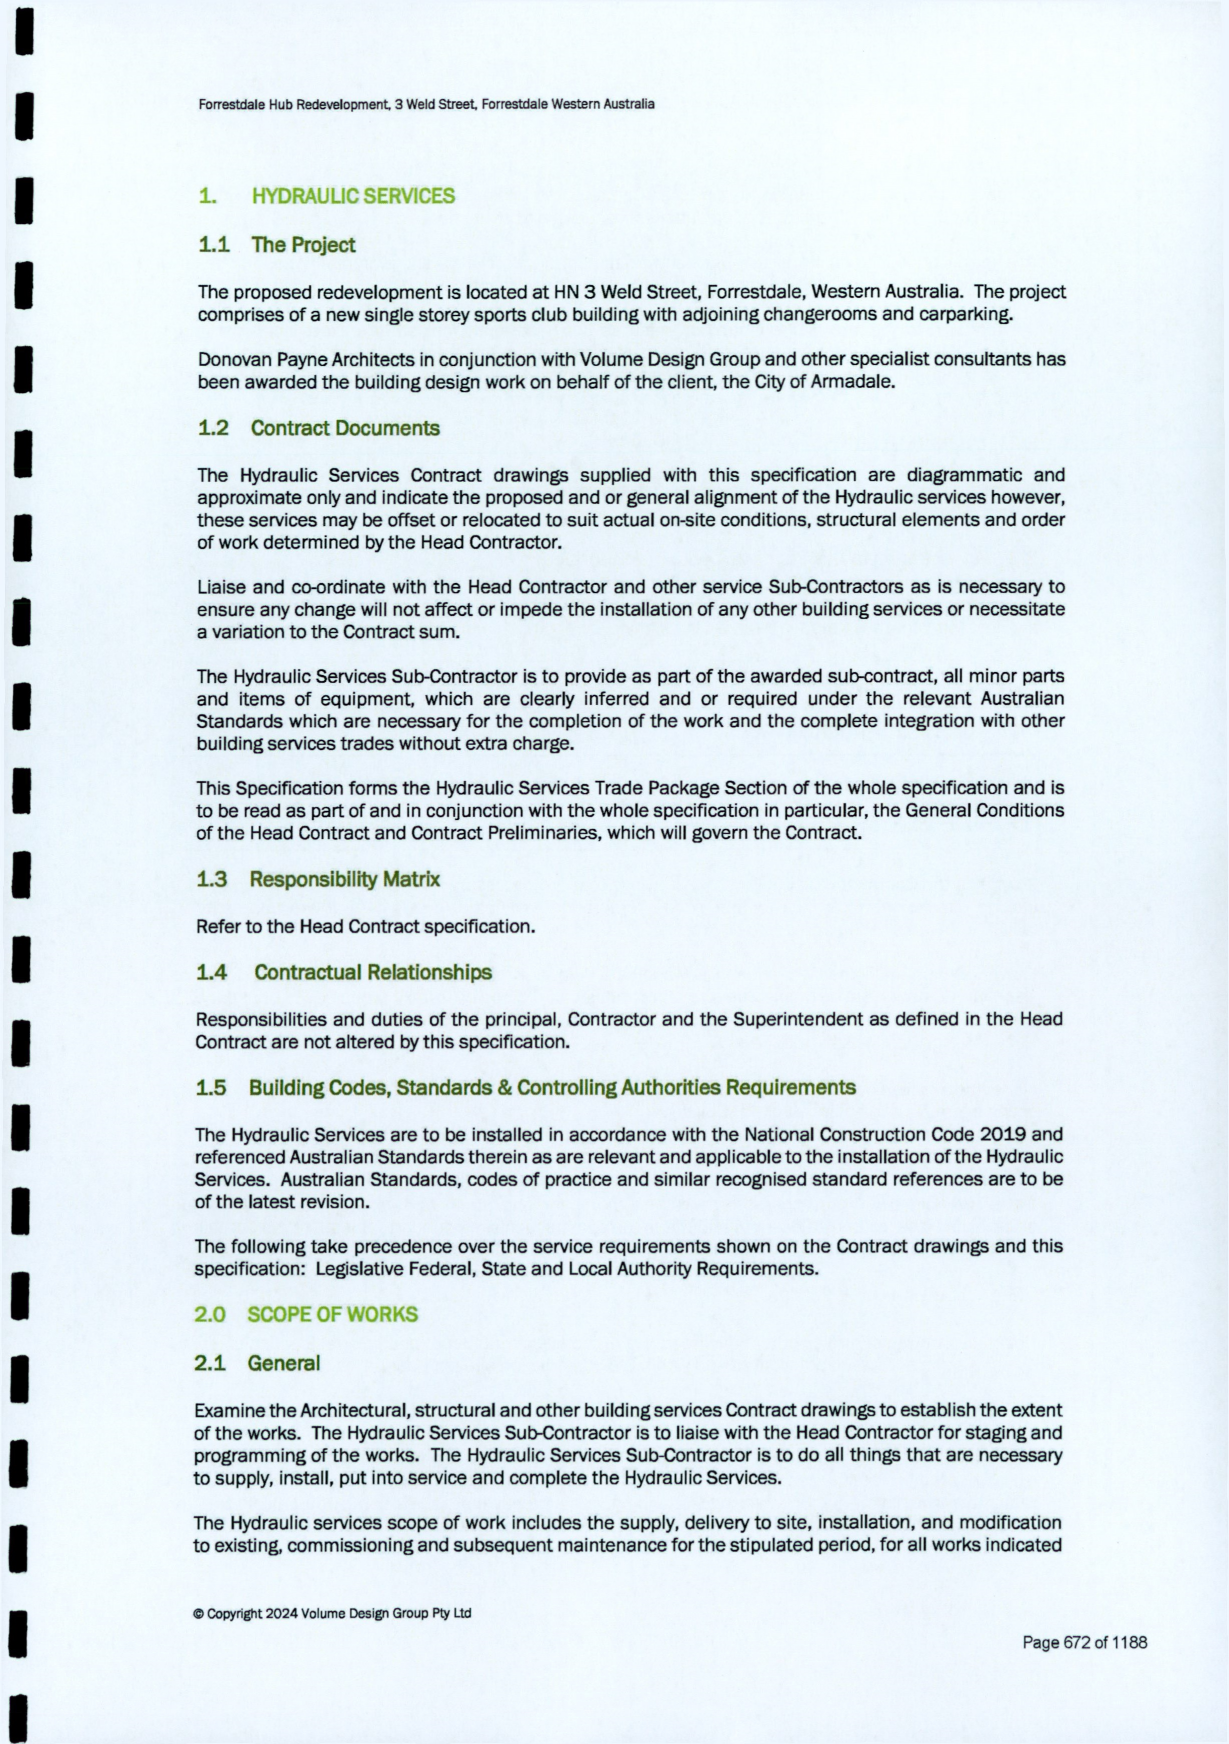 Forrestdale Hub Redevelopment, 3 Weld Street, Forrestdale Western Australia
1. HYDRAULIC SERVICES
1.1 The Project
The proposed redevelopment is located at HN 3 Weld Street, Forrestdale, Western Australia. The project
comprises of a new single storey sports club building with adjoining changerooms and carparking.
Donovan Payne Architects in conjunction with Volume Design Group and other specialist consultants has
been awarded the building design work on behalf of the client, the City of Armadale.
1.2 Contract Documents
The Hydraulic Services Contract drawings supplied with this specification are diagrammatic and
approximate only and indicate the proposed and or general alignment of the Hydraulic services however,
these services may be offset or relocated to suit actual on-site conditions, structural elements and order
of work determined by the Head Contractor.
Liaise and co-ordinate with the Head Contractor and other service Sub-Contractors as is necessary to
ensure any change will not affect or impede the installation of any other building services or necessitate
a variation to the Contract sum.
The Hydraulic Services Sub-Contractor is to provide as part of the awarded sub-contract, all minor parts
and items of equipment, which are clearly inferred and or required under the relevant Australian
Standards which are necessary for the completion of the work and the complete integration with other
building services trades without extra charge.
This Specification forms the Hydraulic Services Trade Package Section of the whole specification and is
to be read as part of and in conjunction with the whole specification in particular, the General Conditions
of the Head Contract and Contract Preliminaries, which will govern the Contract.
1.3 Responsibility Matrix
Refer to the Head Contract specification.
1.4 Contractual Relationships
Responsibilities and duties of the principal, Contractor and the Superintendent as defined in the Head
Contract are not altered by this specification.
1.5 Building Codes, Standards & Controlling Authorities Requirements
The Hydraulic Services are to be installed in accordance with the National Construction Code 2019 and
referenced Australian Standards therein as are relevant and applicable to the installation of the Hydraulic
Services. Australian Standards, codes of practice and similar recognised standard references are to be
of the latest revision.
The following take precedence over the service requirements shown on the Contract drawings and this
specification: Legislative Federal, State and Local Authority Requirements.
2.0 SCOPE OF WORKS
2.1 General
Examine the Architectural, structural and other building services Contract drawings to establish the extent
of the works. The Hydraulic Services Sub-Contractor is to liaise with the Head Contractor for staging and
programming of the works. The Hydraulic Services Sub-Contractor is to do all things that are necessary
to supply, install, put into service and complete the Hydraulic Services.
The Hydraulic services scope of work includes the supply, delivery to site, installation, and modification
to existing, commissioning and subsequent maintenance for the stipulated period, for all works indicated
© Copyright 2024 Volume Design Group Pty Ltd
Page 672 of 1188